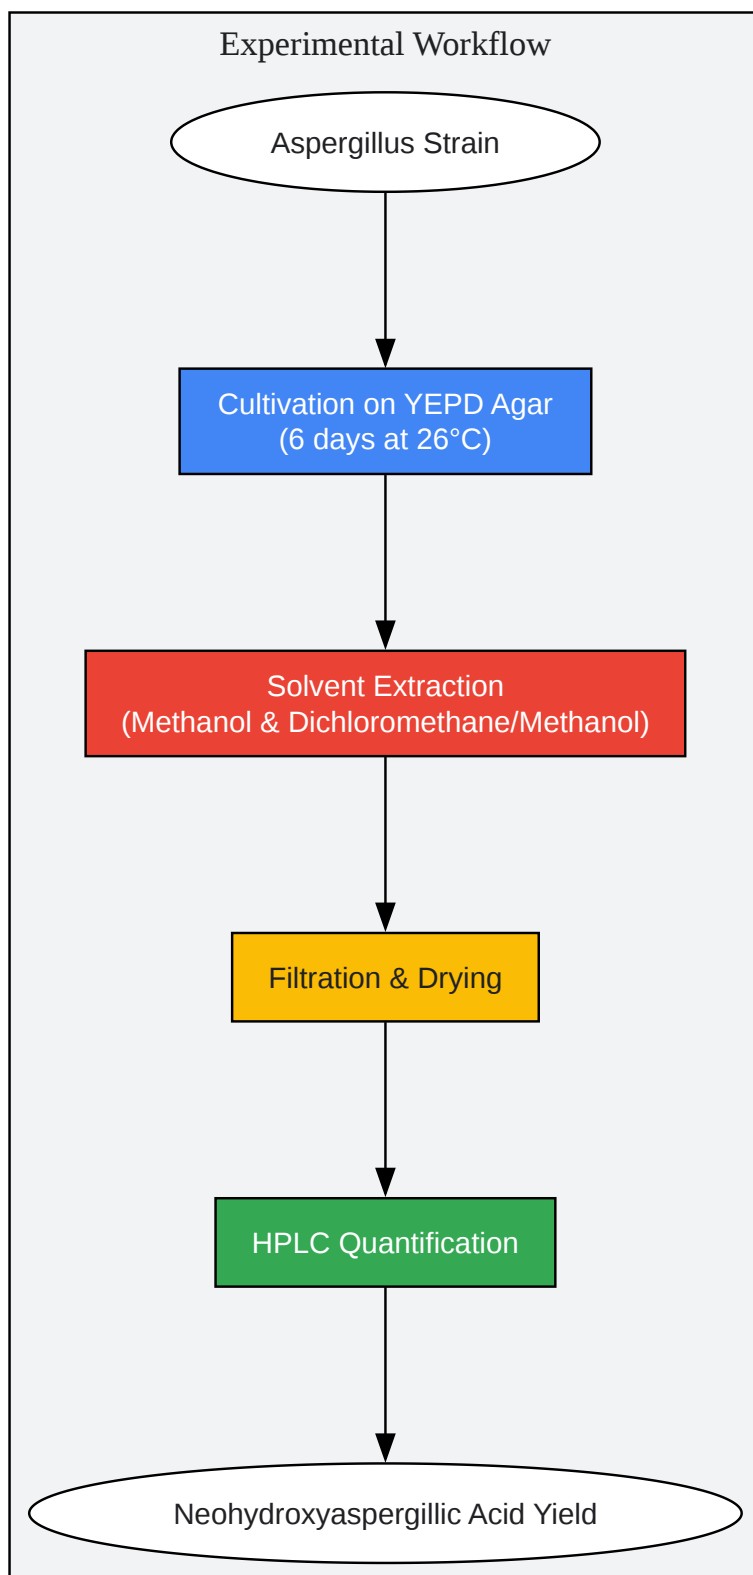 Experimental Workflow
Aspergillus Strain
Cultivation on YEPD Agar
(6 days at 26°C)
Solvent Extraction
(Methanol & Dichloromethane/Methanol)
Filtration & Drying
HPLC Quantification
Neohydroxyaspergillic Acid Yield